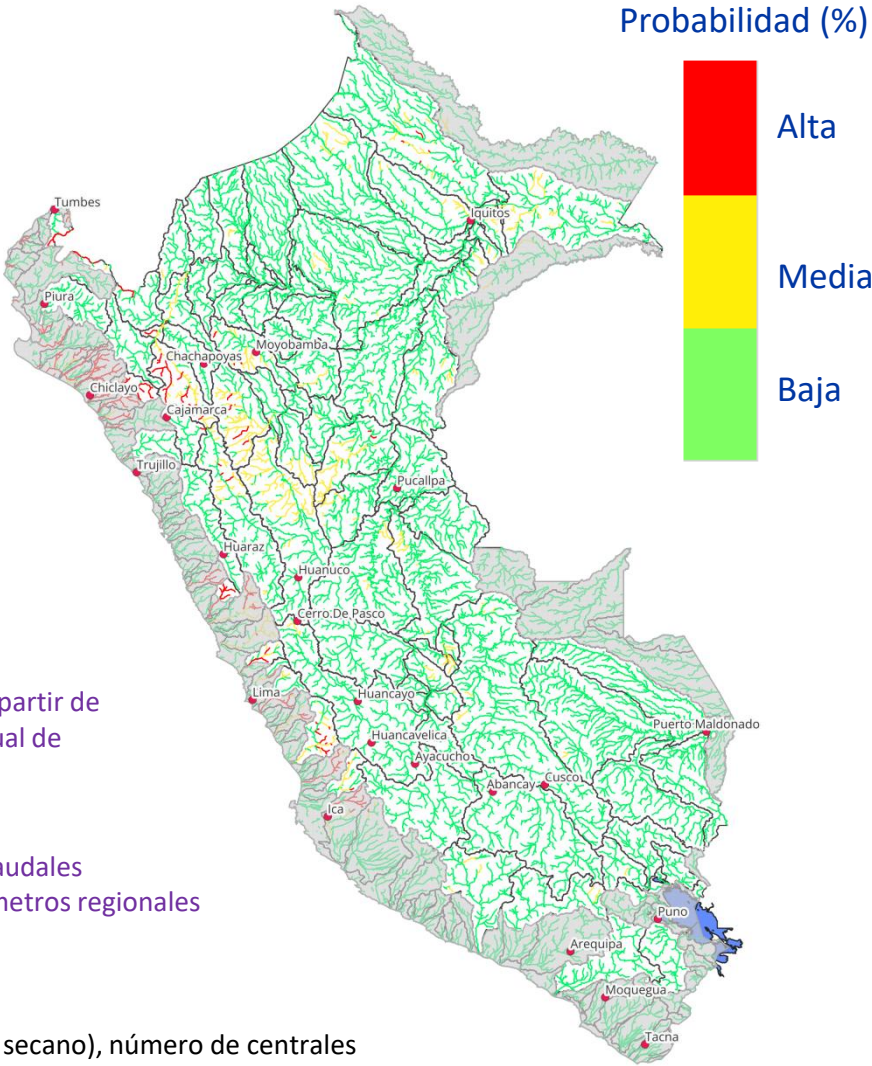 Probabilidad (%)
Alta
Media
Baja
Tumbes
Iquitos
Piura
Moyobamba
Chachapoyas
Chiclayo
Cajamarca
Trujillo
Pucallpa
Huaraz
Huanuco
Cerro De Pasco
partir de
ual de
Lima
Huancayo
Puerto Maldonado
Huancavelica
Ayacucho
Abancay
Cusco
Ica
audales
metros regionales
Puno
Arequipa
Moquegua
Tacna
secano), número de centrales